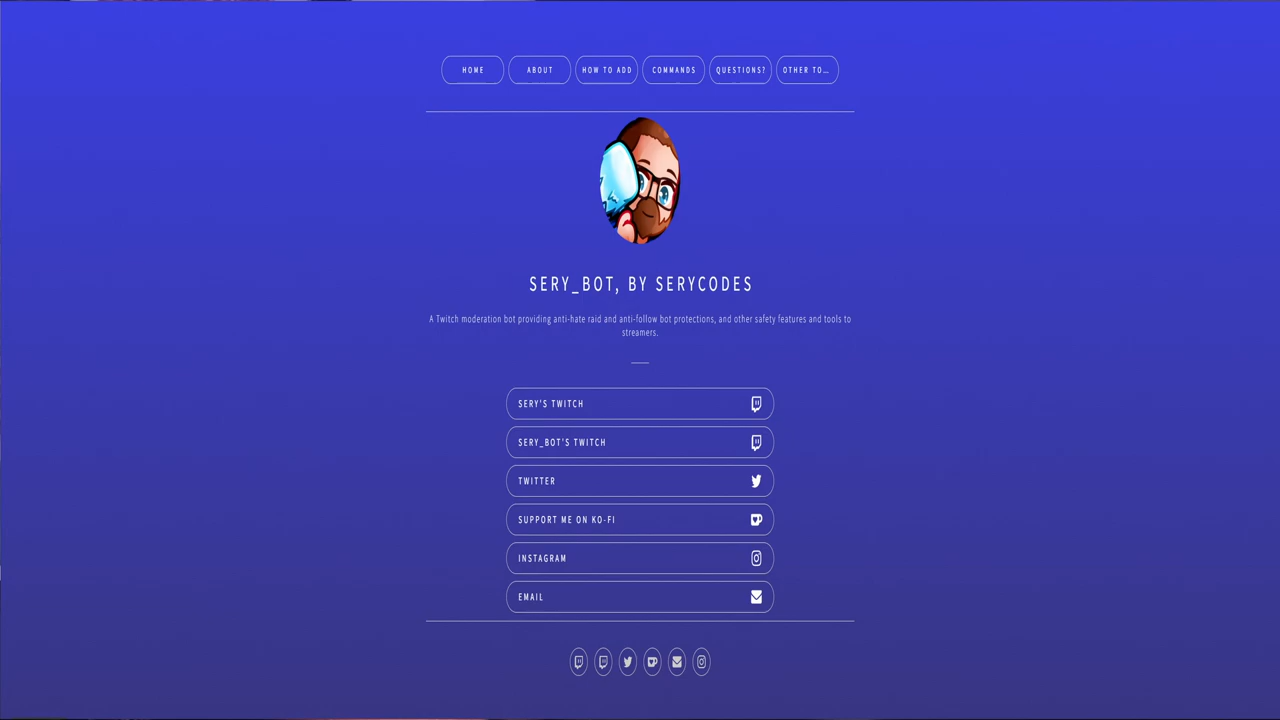 HOME
ABOUT
HOW TO ADD
COMMANDS
QUESTIONS?
OTHER TO...
SERY_BOT, BY SERYCODES
A Twitch moderation bot providing anti-hate raid and anti-follow bot protections, and other safety features and tools to
streamers.
SERY'S TWITCH
SERY_BOT'S TWITCH
TWITTER
SUPPORT ME ON KO-FI
INSTAGRAM
EMAIL